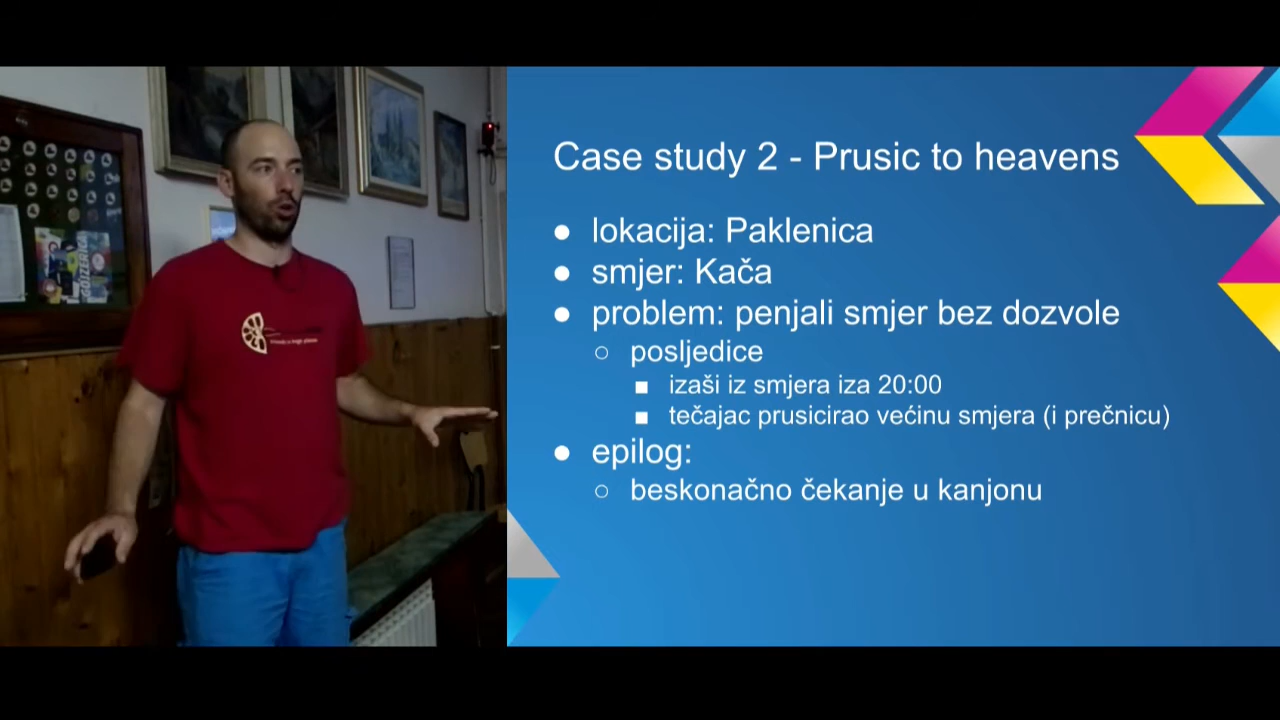 Case study 2 - Prusic to heavens
● lokacija: Paklenica
● smjer: Kača
● problem: penjali smjer bez dozvole
○ posljedice
■ izaši iz smjera iza 20:00
■ tečajac prusicirao većinu smjera (i prečnicu)
● epilog:
○ beskonačno čekanje u kanjonu
GOJZERICA